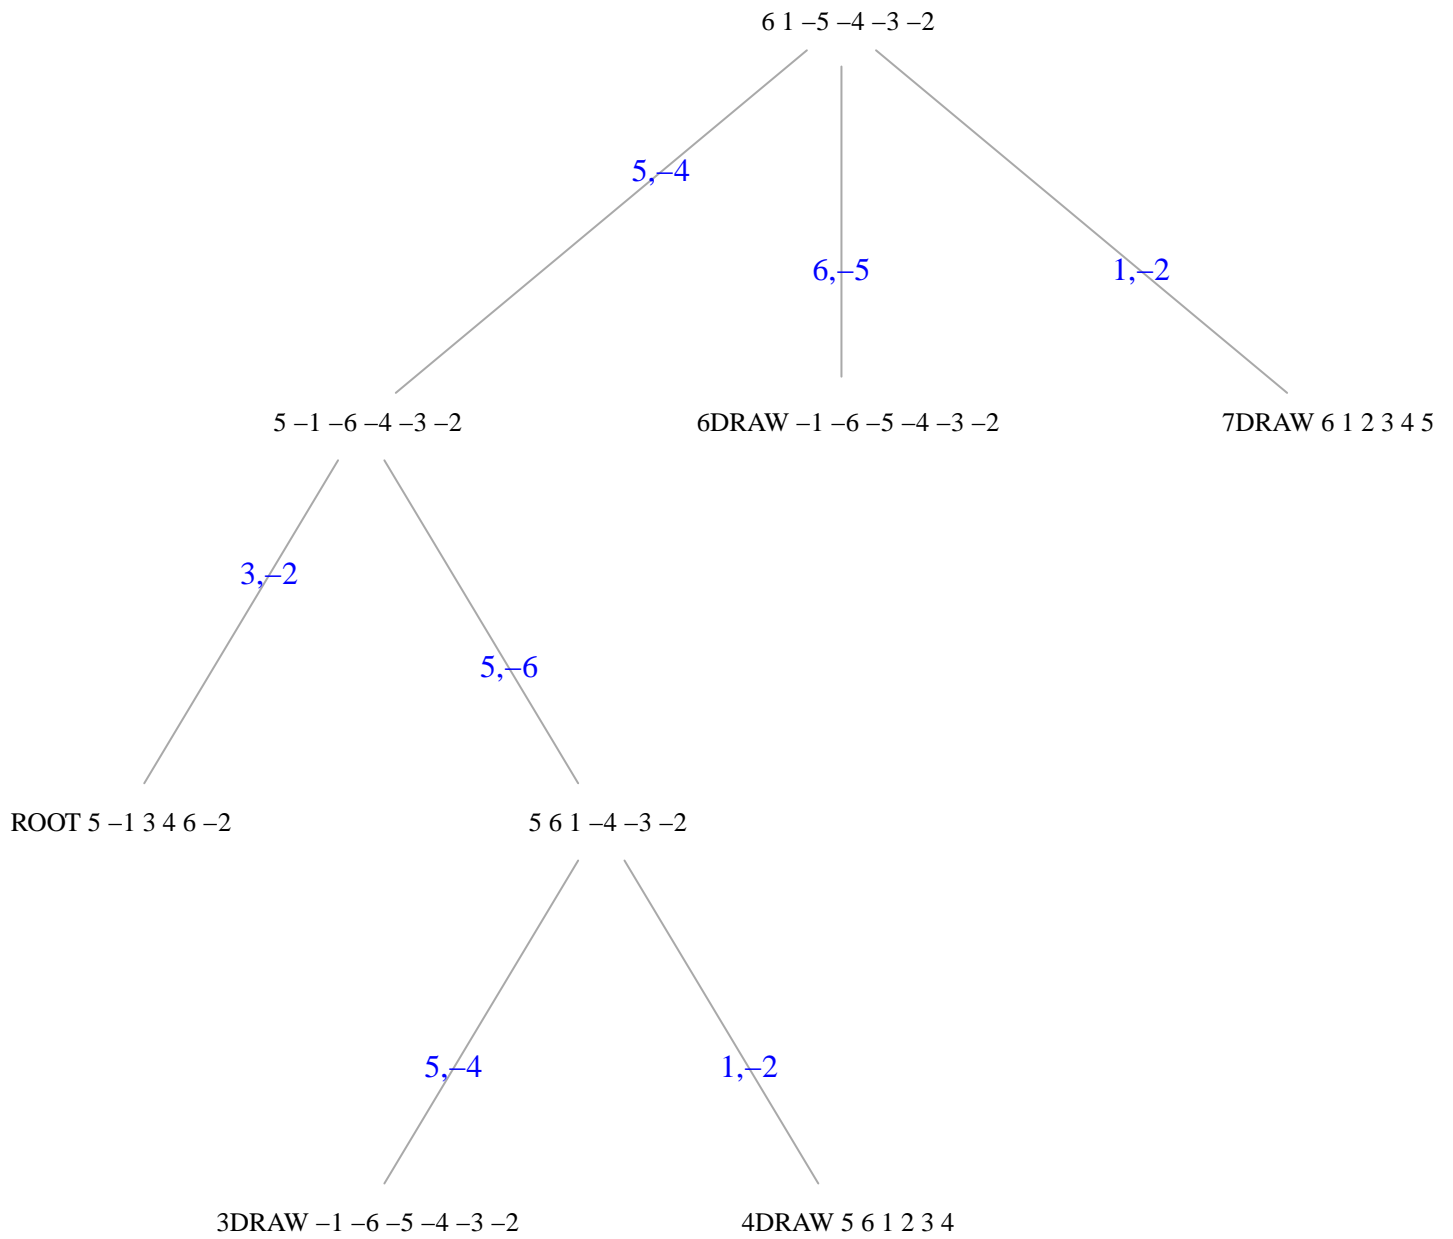 6 1 –5 –4 –3 –2
5,–4
6,–5
1,–2
5 –1 –6 –4 –3 –2
6DRAW –1 –6 –5 –4 –3 –2
7DRAW 6 1 2 3 4 5
3,–2
5,–6
ROOT 5 –1 3 4 6 –2
5 6 1 –4 –3 –2
5,–4
1,–2
3DRAW –1 –6 –5 –4 –3 –2
4DRAW 5 6 1 2 3 4